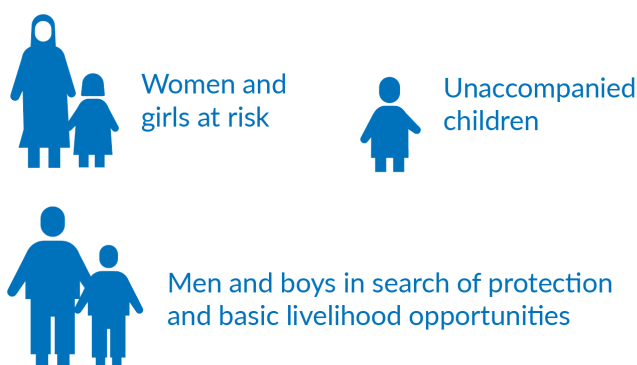 Women and
girls at risk
Unaccompanied
children
Men and boys in search of protection
and basic livelihood opportunities